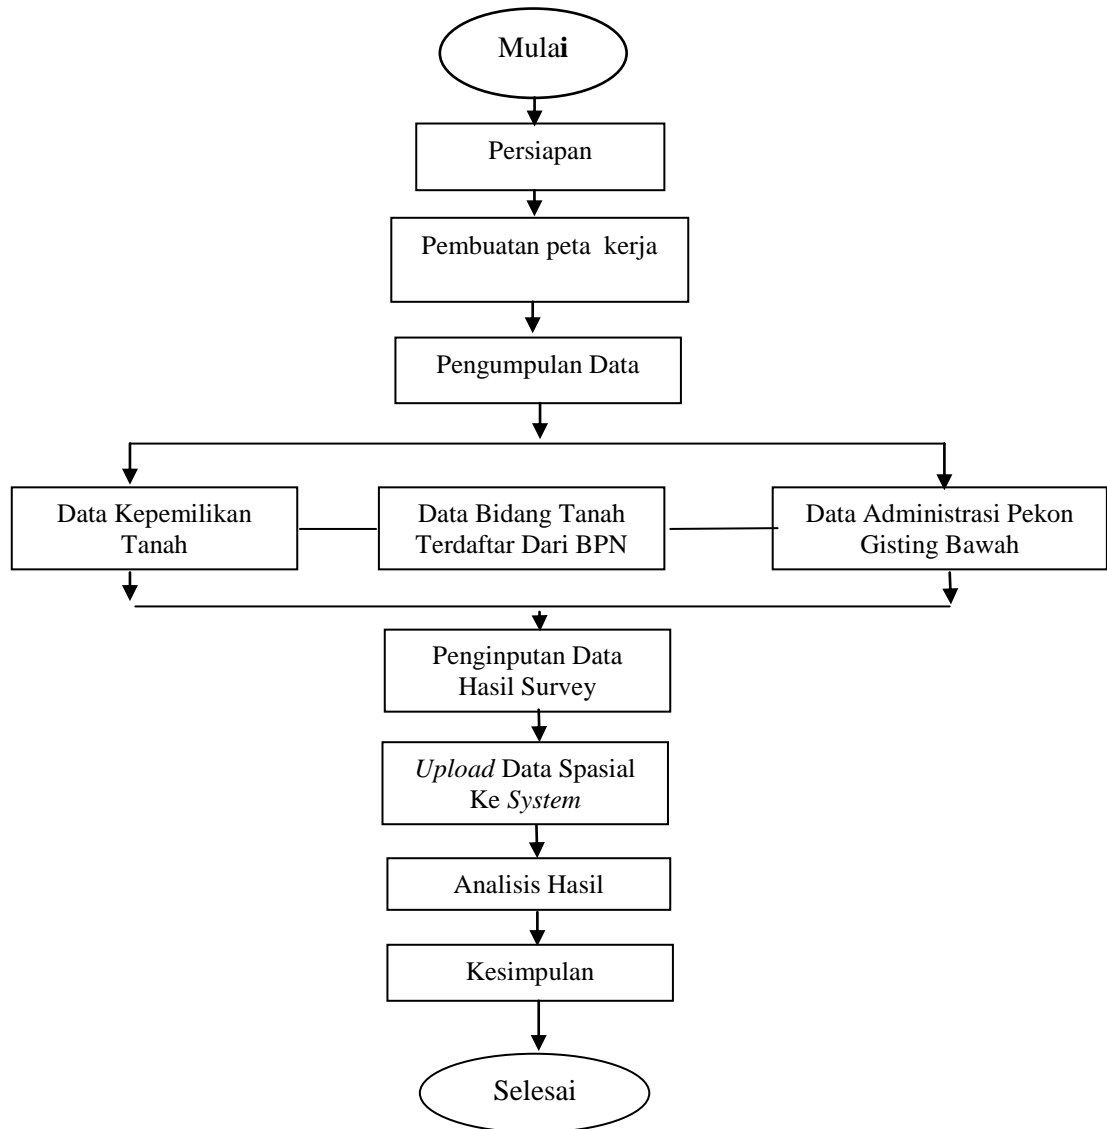 Mulai
Persiapan
Pembuatan peta kerja
Pengumpulan Data
Data Kepemilikan
Tanah
Data Bidang Tanah
Terdaftar Dari BPN
Data Administrasi Pekon
Gisting Bawah
Penginputan Data
Hasil Survey
Upload Data Spasial
Ke System
Analisis Hasil
Kesimpulan
Selesai